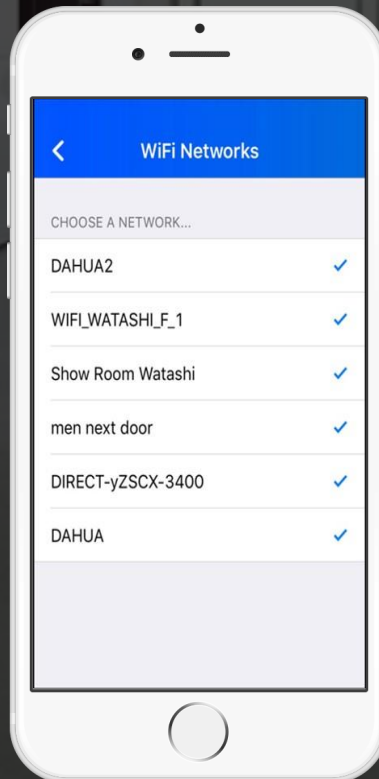 WiFi Networks
CHOOSE A NETWORK...
DAHUA2
WIFI_WATASHI_F_1
Show Room Watashi
men next door
DIRECT-yZSCX-3400
DAHUA